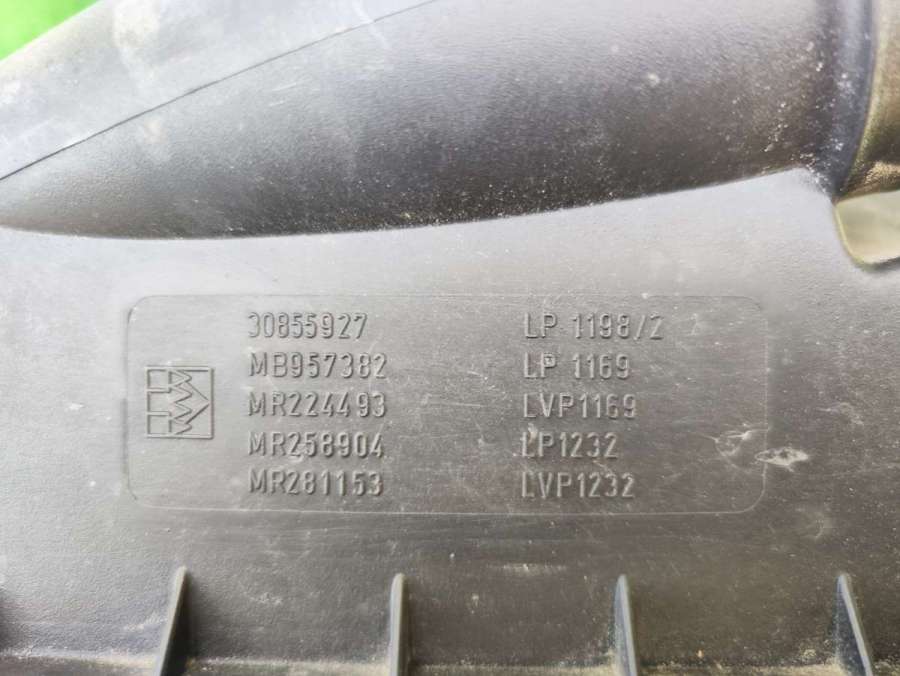 30855927 LP 1198/2
MB957382 LP 1169
MR224493 LVP1169
MR258904 LP1232
MR281153 LVP1232